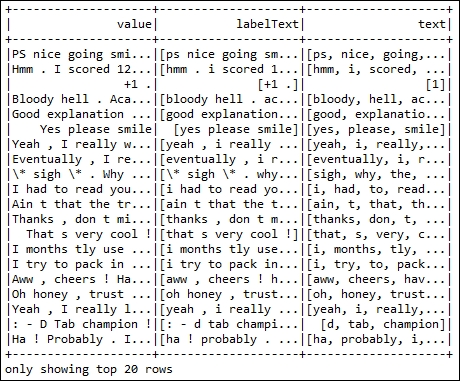 +--------------------+--------------------+--------------------+
|               value|           labelText|                text|
+--------------------+--------------------+--------------------+
|PS nice going smi...|[ps nice going sm...|[ps, nice, going,...|
|Hmm . I scored 12...|[hmm . i scored 1...|[hmm, i, scored, ...|
|                +1 .|              [+1 .]|                 [1]|
|Bloody hell . Aca...|[bloody hell . ac...|[bloody, hell, ac...|
|Good explanation ...|[good explanation...|[good, explanatio...|
|    Yes please smile|  [yes please smile]|[yes, please, smile]|
|Yeah , I really w...|[yeah , i really ...|[yeah, i, really,...|
|Eventually , I re...|[eventually , i r...|[eventually, i, r...|
|\* sigh \* . Why ...|[\* sigh \* . why...|[sigh, why, the, ...|
|I had to read you...|[i had to read yo...|[i, had, to, read...|
|Ain t that the tr...|[ain t that the t...|[ain, t, that, th...|
|Thanks , don t mi...|[thanks , don t m...|[thanks, don, t, ...|
|  That s very cool !|[that s very cool !]|[that, s, very, c...|
|I months tly use ...|[i months tly use...|[i, months, tly, ...|
|I try to pack in ...|[i try to pack in...|[i, try, to, pack...|
|Aww , cheers ! Ha...|[aww , cheers ! h...|[aww, cheers, hav...|
|Oh honey , trust ...|[oh honey , trust...|[oh, honey, trust...|
|Yeah , I really l...|[yeah , i really ...|[yeah, i, really,...|
|: - D Tab champion !|[: - d tab champi...|  [d, tab, champion]|
|Ha ! Probably . I...|[ha ! probably . ...|[ha, probably, i,...|
+--------------------+--------------------+--------------------+
only showing top 20 rows